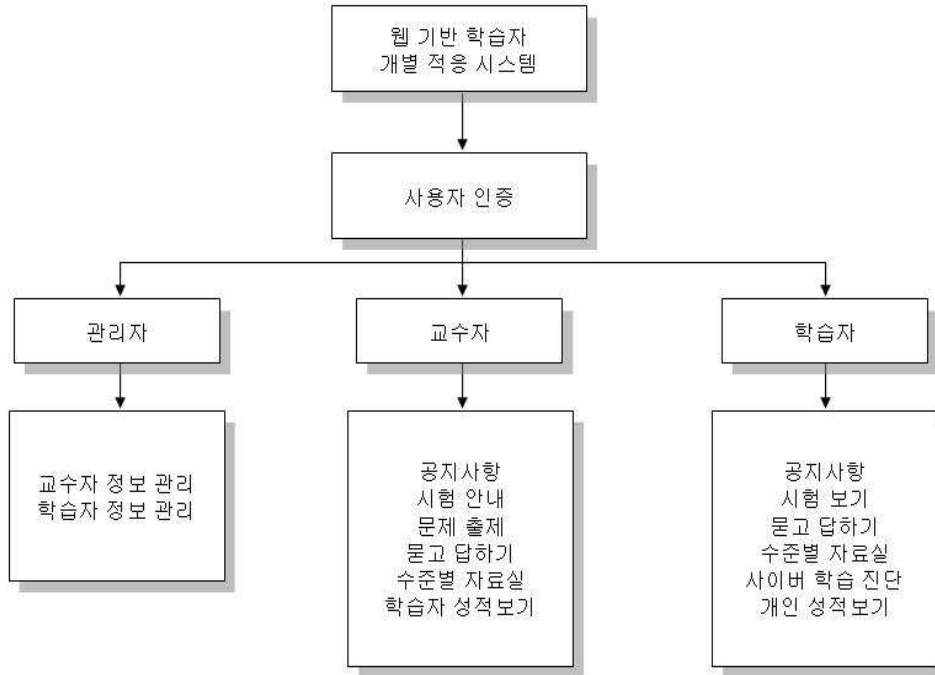 웹 기반 학습자
개별 적응 시스템
사용자 인증
관리자
교수자
학습자
교수자 정보 관리
학습자 정보 관리
공지사항
시험 안내
문제 출제
묻고 답하기
수준별 자료실
학습자 성적보기
공지사항
시험 보기
묻고 답하기
수준별 자료실
사이버 학습 진단
개인 성적보기